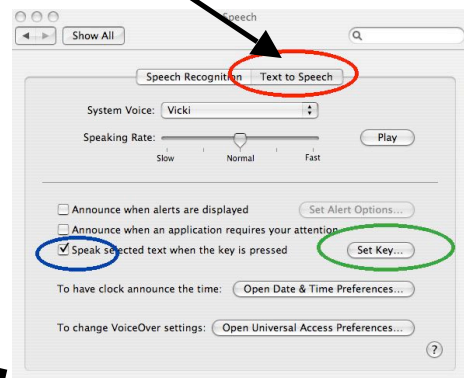 Speech
Show All
Speech Recognition Text to Speech
System Voice: Vicki
Speaking Rate: Play
Slow Normal Fast
Announce when alerts are displayed Set Alert Options...
Announce when an application requires your attention
Speak selected text when the key is pressed Set Key...
To have clock announce the time: Open Date & Time Preferences...
To change VoiceOver settings: Open Universal Access Preferences...
?